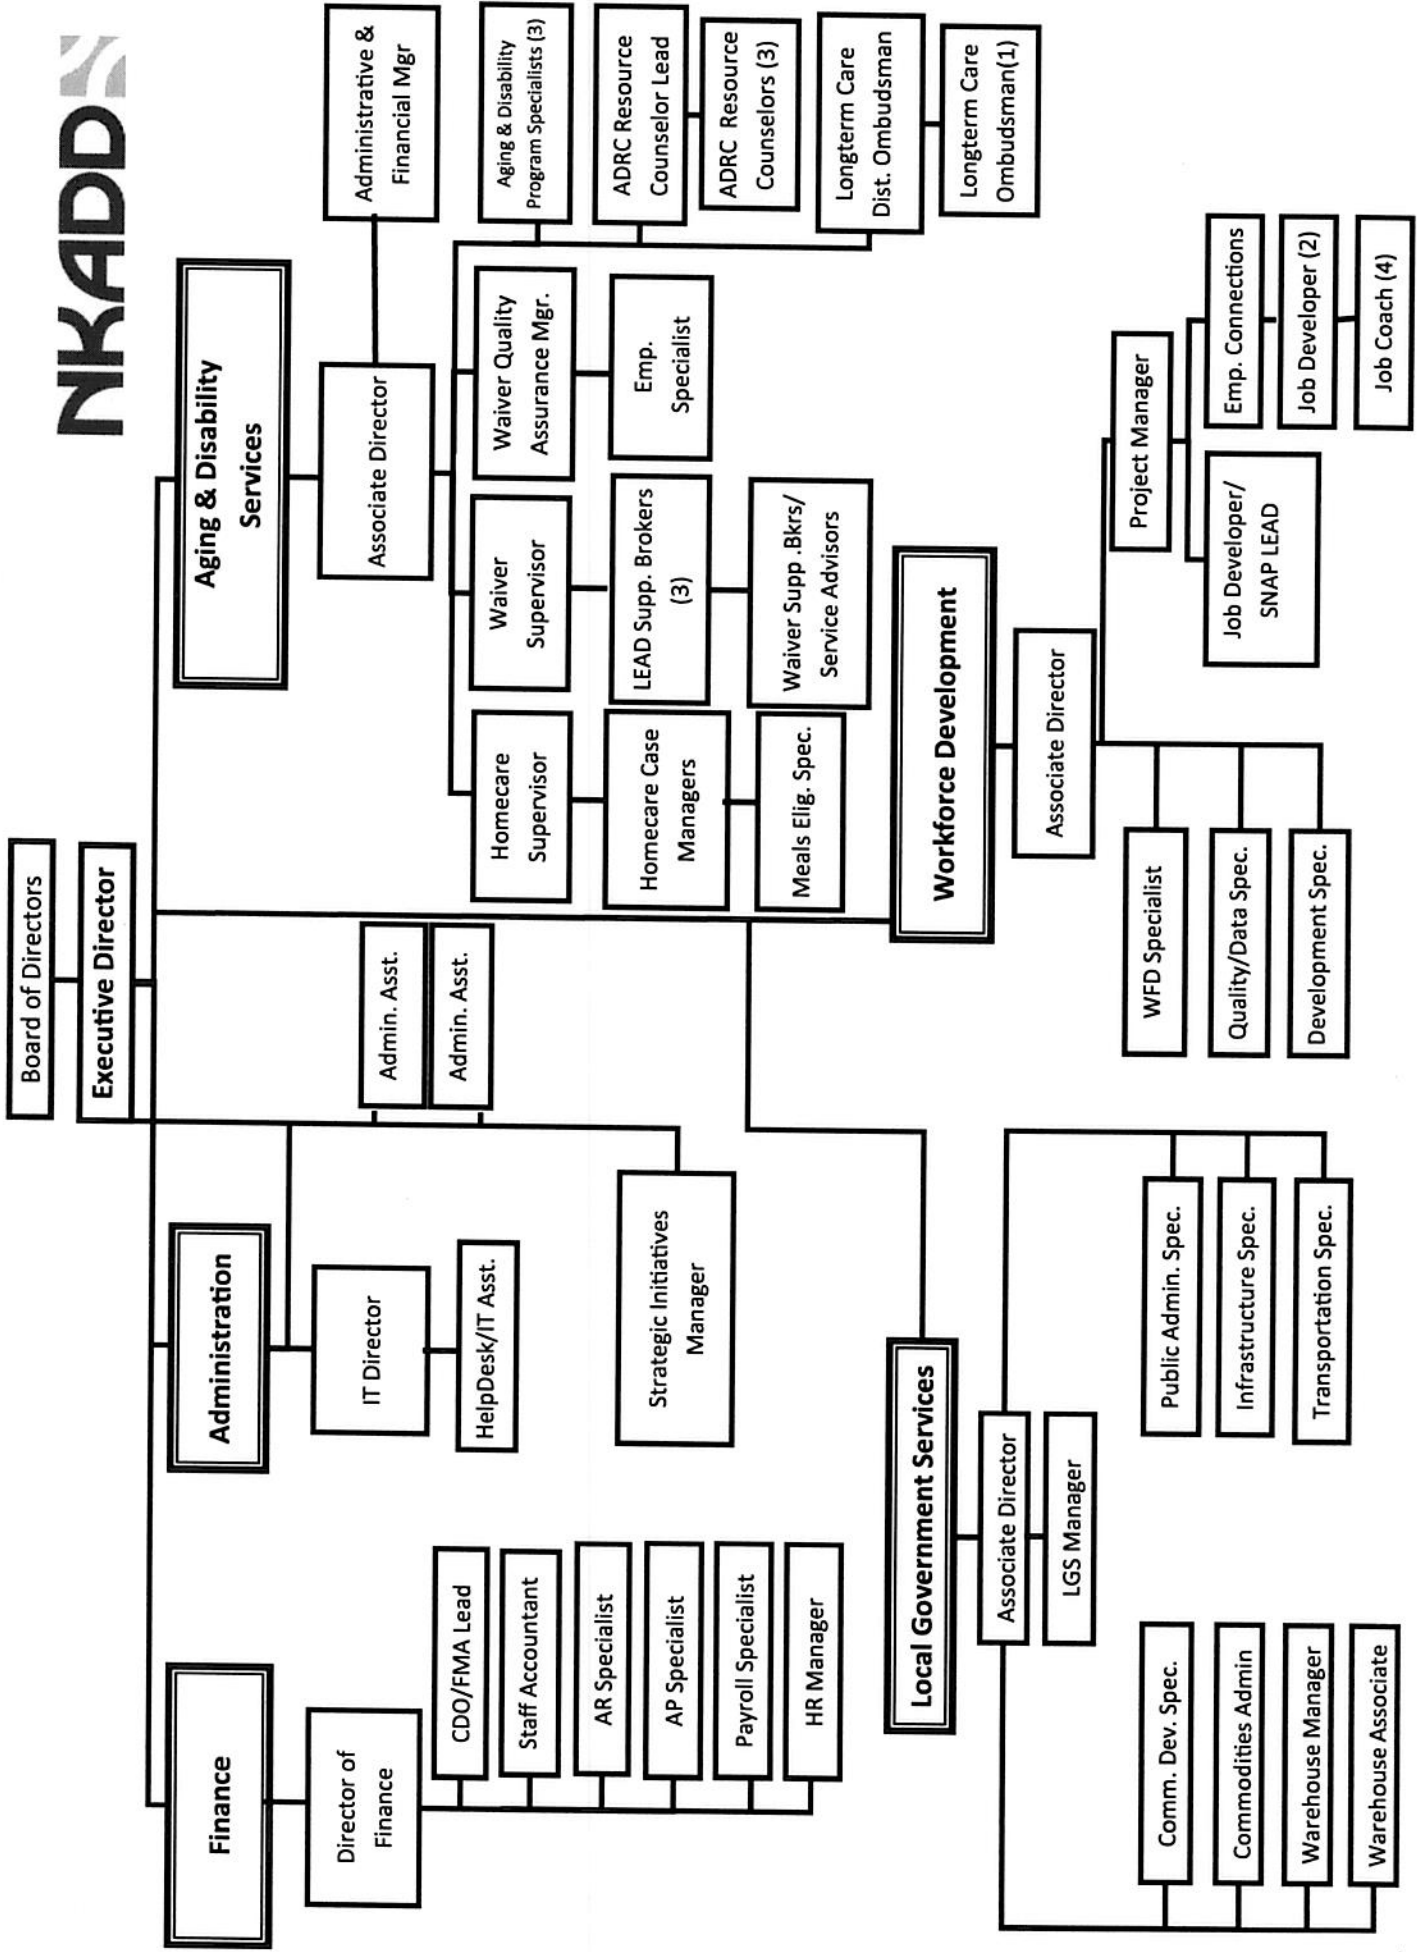 NKADD
Board of Directors
Executive Director
Finance
Director of
Finance
CDO/FMA Lead
Staff Accountant
AR Specialist
AP Specialist
Payroll Specialist
HR Manager
Administration
IT Director
HelpDesk/IT Asst.
Admin. Asst.
Admin. Asst.
Strategic Initiatives
Manager
Aging & Disability
Services
Associate Director
Administrative &
Financial Mgr
Homecare
Supervisor
Homecare Case
Managers
Meals Elig. Spec.
Waiver
Supervisor
LEAD Supp. Brokers
(3)
Waiver Supp .Bkrs/
Service Advisors
Waiver Quality
Assurance Mgr.
Emp.
Specialist
Aging & Disability
Program Specialists (3)
ADRC Resource
Counselor Lead
ADRC Resource
Counselors (3)
Longterm Care
Dist. Ombudsman
Longterm Care
Ombudsman(1)
Local Government Services
Associate Director
LGS Manager
Comm. Dev. Spec.
Commodities Admin
Warehouse Manager
Warehouse Associate
Public Admin. Spec.
Infrastructure Spec.
Transportation Spec.
Workforce Development
Associate Director
WFD Specialist
Quality/Data Spec.
Development Spec.
Project Manager
Job Developer/
SNAP LEAD
Emp. Connections
Job Developer (2)
Job Coach (4)